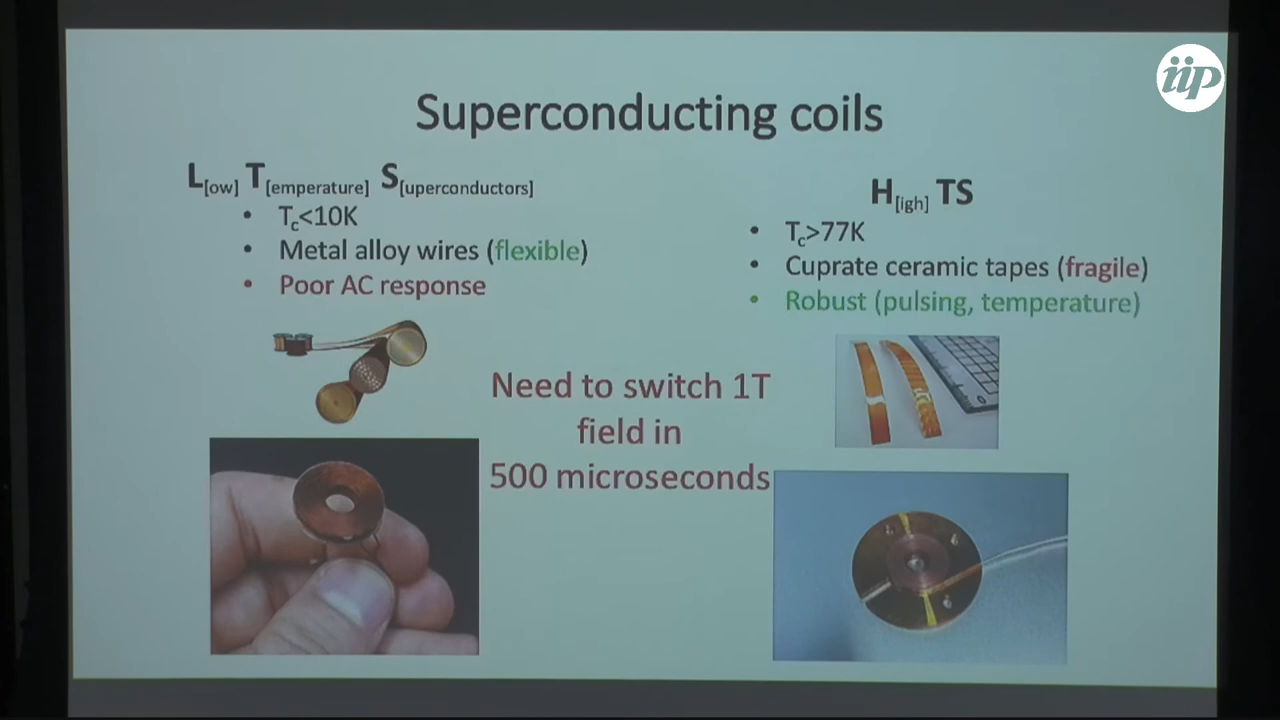 iip
Superconducting coils
L[ow] T[emperature] S[uperconductors]
• Tc<10K
• Metal alloy wires (flexible)
• Poor AC response
H[igh] TS
• Tc>77K
• Cuprate ceramic tapes (fragile)
• Robust (pulsing, temperature)
Need to switch 1T
field in
500 microseconds